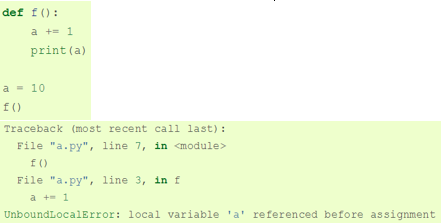 def f():
    a += 1
    print(a)

a = 10
f()
Traceback (most recent call last):
  File "a.py", line 7, in <module>
    f()
  File "a.py", line 3, in f
    a += 1
UnboundLocalError: local variable 'a' referenced before assignment